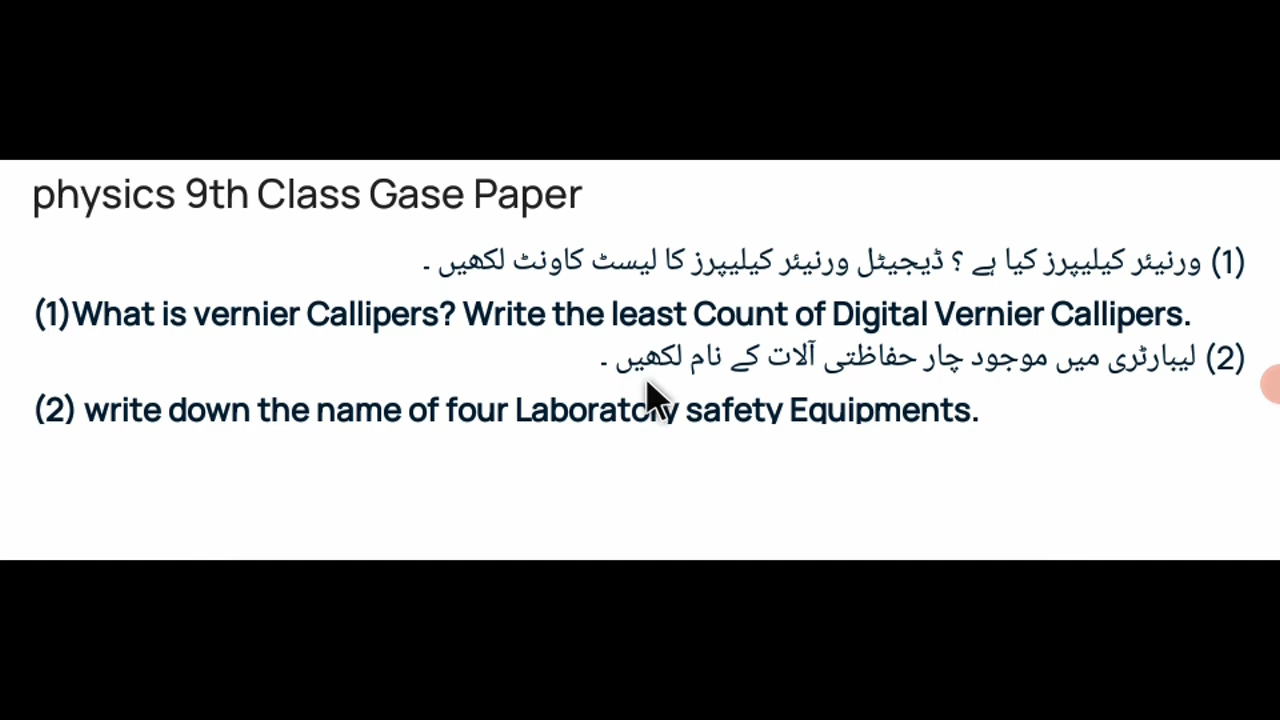 physics 9th Class Gase Paper
(1) ورنیئر کیلیپرز کیا ہے ؟ ڈیجیٹل ورنیئر کیلیپرز کا لیسٹ کاونٹ لکھیں ۔
(1)What is vernier Callipers? Write the least Count of Digital Vernier Callipers.
(2) لیبارٹری میں موجود چار حفاظتی آلات کے نام لکھیں ۔
(2) write down the name of four Laboratory safety Equipments.